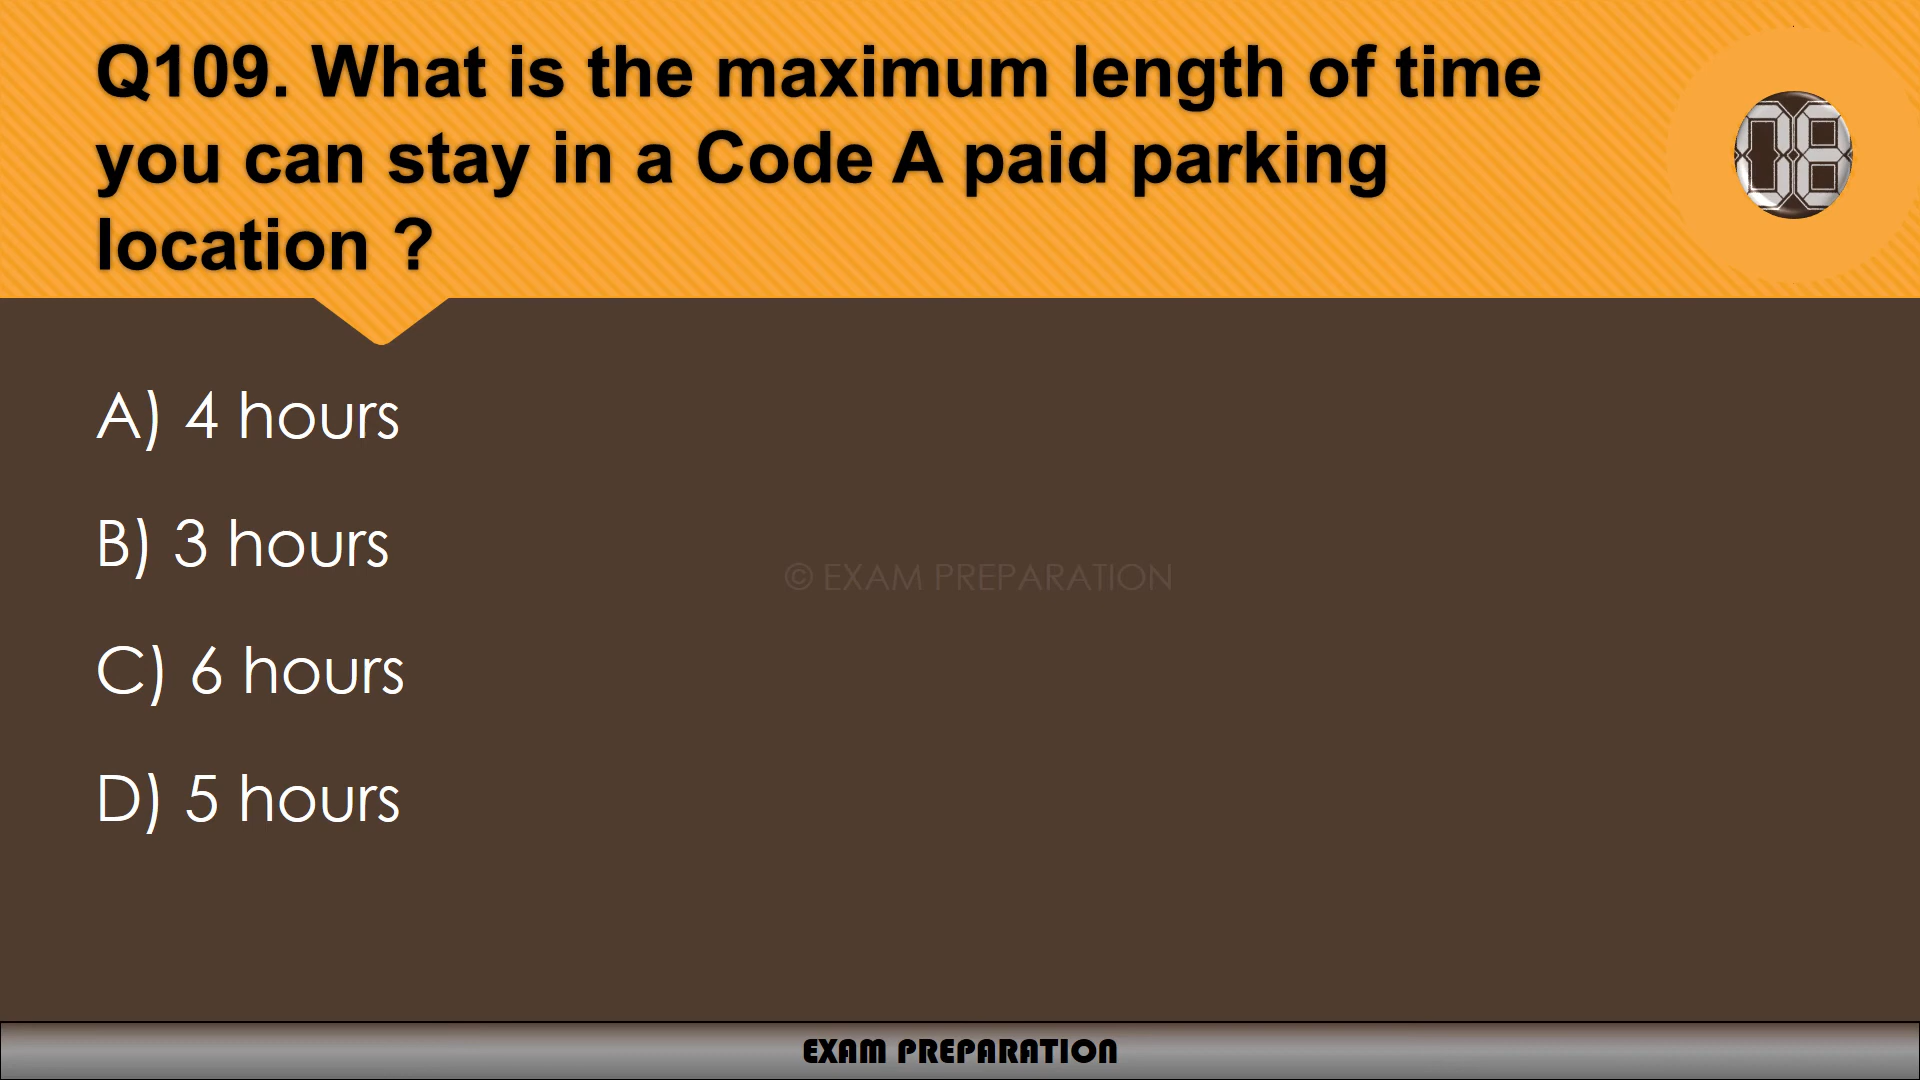 Q109. What is the maximum length of time
you can stay in a Code A paid parking
location ?
08
A) 4 hours
B) 3 hours
© EXAM PREPARATION
C) 6 hours
D) 5 hours
EXAM PREPARATION